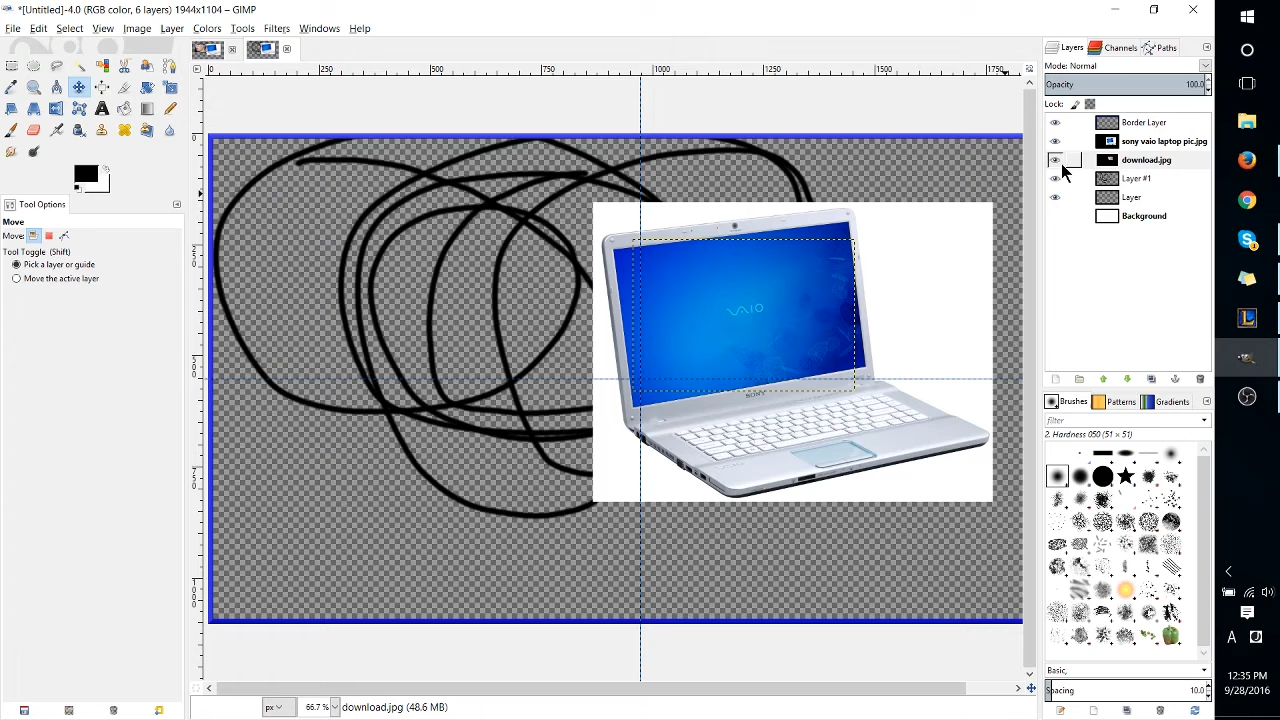 *[Untitled]-4.0 (RGB color, 6 layers) 1944x1104 – GIMP
File Edit Select View Image Layer Colors Tools Filters Windows Help
Layers Channels Paths
0 250 500 750 1000 1250 1500 1750
Mode: Normal
Opacity 100.0
Lock:
Border Layer
sony vaio laptop pic.jpg
download.jpg
Layer #1
Layer
Background
Tool Options
Move
Move:
Tool Toggle (Shift)
Pick a layer or guide
Move the active layer
VAIO
SONY
Brushes Patterns Gradients
filter
2. Hardness 050 (51 × 51)
Basic,
Spacing 10.0
px 66.7 % download.jpg (48.6 MB)
A
12:35 PM
9/28/2016